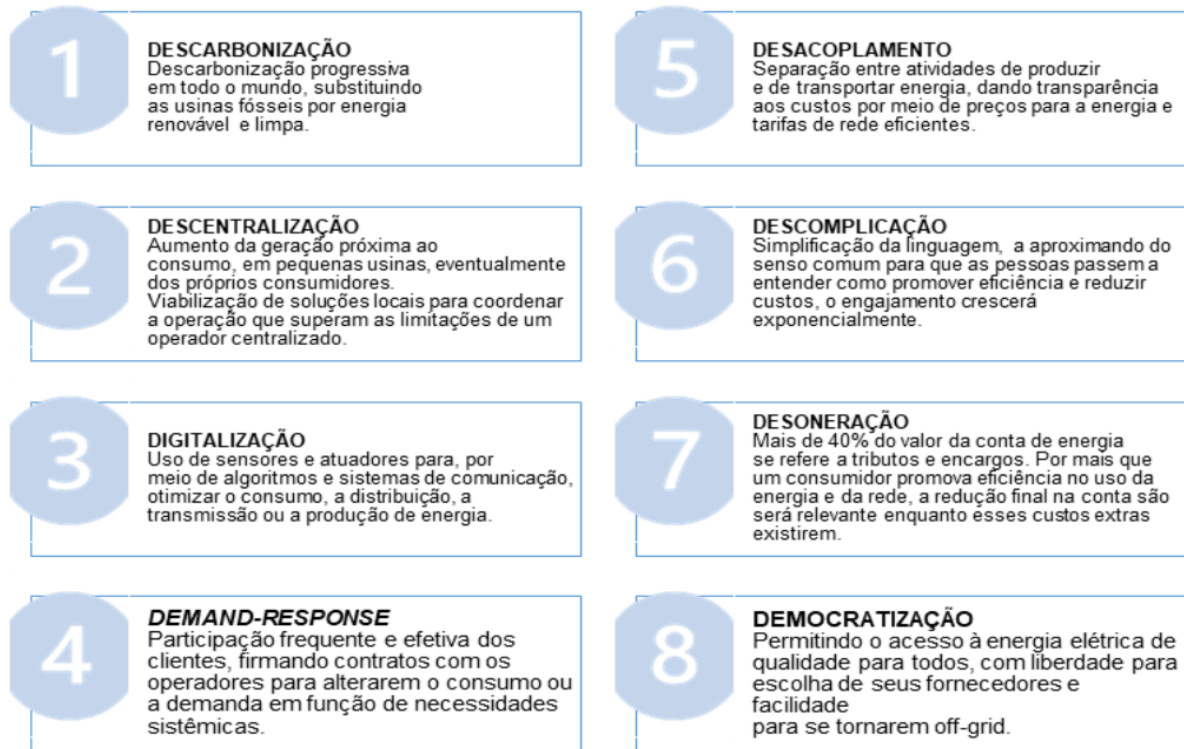 1
DESCARBONIZAÇÃO
Descarbonização progressiva
em todo o mundo, substituindo
as usinas fósseis por energia
renovável e limpa.
2
DESCENTRALIZAÇÃO
Aumento da geração próxima ao
consumo, em pequenas usinas, eventualmente
dos próprios consumidores.
Viabilização de soluções locais para coordenar
a operação que superam as limitações de um
operador centralizado.
3
DIGITALIZAÇÃO
Uso de sensores e atuadores para, por
meio de algoritmos e sistemas de comunicação,
otimizar o consumo, a distribuição, a
transmissão ou a produção de energia.
4
DEMAND-RESPONSE
Participação frequente e efetiva dos
clientes, firmando contratos com os
operadores para alterarem o consumo ou
a demanda em função de necessidades
sistêmicas.
5
DESACOPLAMENTO
Separação entre atividades de produzir
e de transportar energia, dando transparência
aos custos por meio de preços para a energia e
tarifas de rede eficientes.
6
DESCOMPLICAÇÃO
Simplificação da linguagem, a aproximando do
senso comum para que as pessoas passem a
entender como promover eficiência e reduzir
custos, o engajamento crescerá
exponencialmente.
7
DESONERAÇÃO
Mais de 40% do valor da conta de energia
se refere a tributos e encargos. Por mais que
um consumidor promova eficiência no uso da
energia e da rede, a redução final na conta são
será relevante enquanto esses custos extras
existirem.
8
DEMOCRATIZAÇÃO
Permitindo o acesso à energia elétrica de
qualidade para todos, com liberdade para
escolha de seus fornecedores e
facilidade
para se tornarem off-grid.